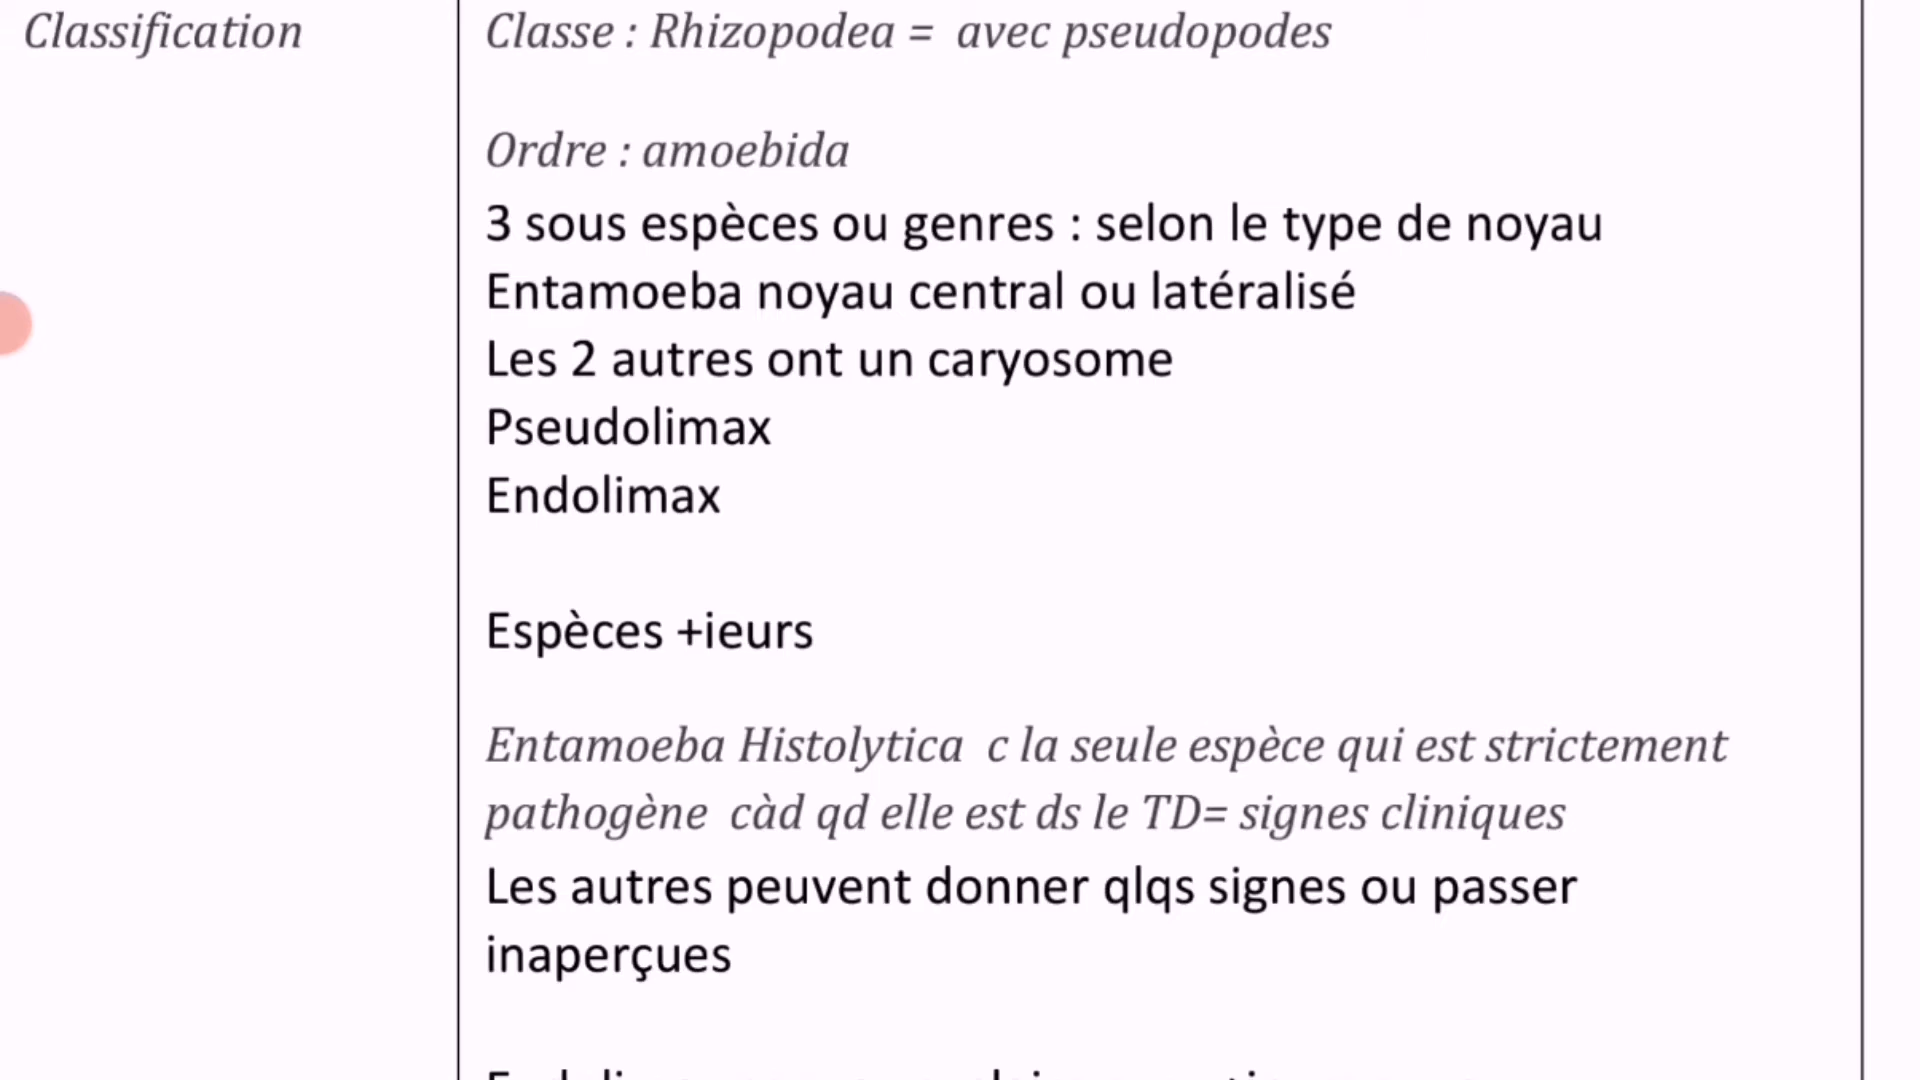 Classification
Classe : Rhizopodea = avec pseudopodes
Ordre : amoebida
3 sous espèces ou genres : selon le type de noyau
Entamoeba noyau central ou latéralisé
Les 2 autres ont un caryosome
Pseudolimax
Endolimax
Espèces +ieurs
Entamoeba Histolytica c la seule espèce qui est strictement
pathogène càd qd elle est ds le TD= signes cliniques
Les autres peuvent donner qlqs signes ou passer
inaperçues